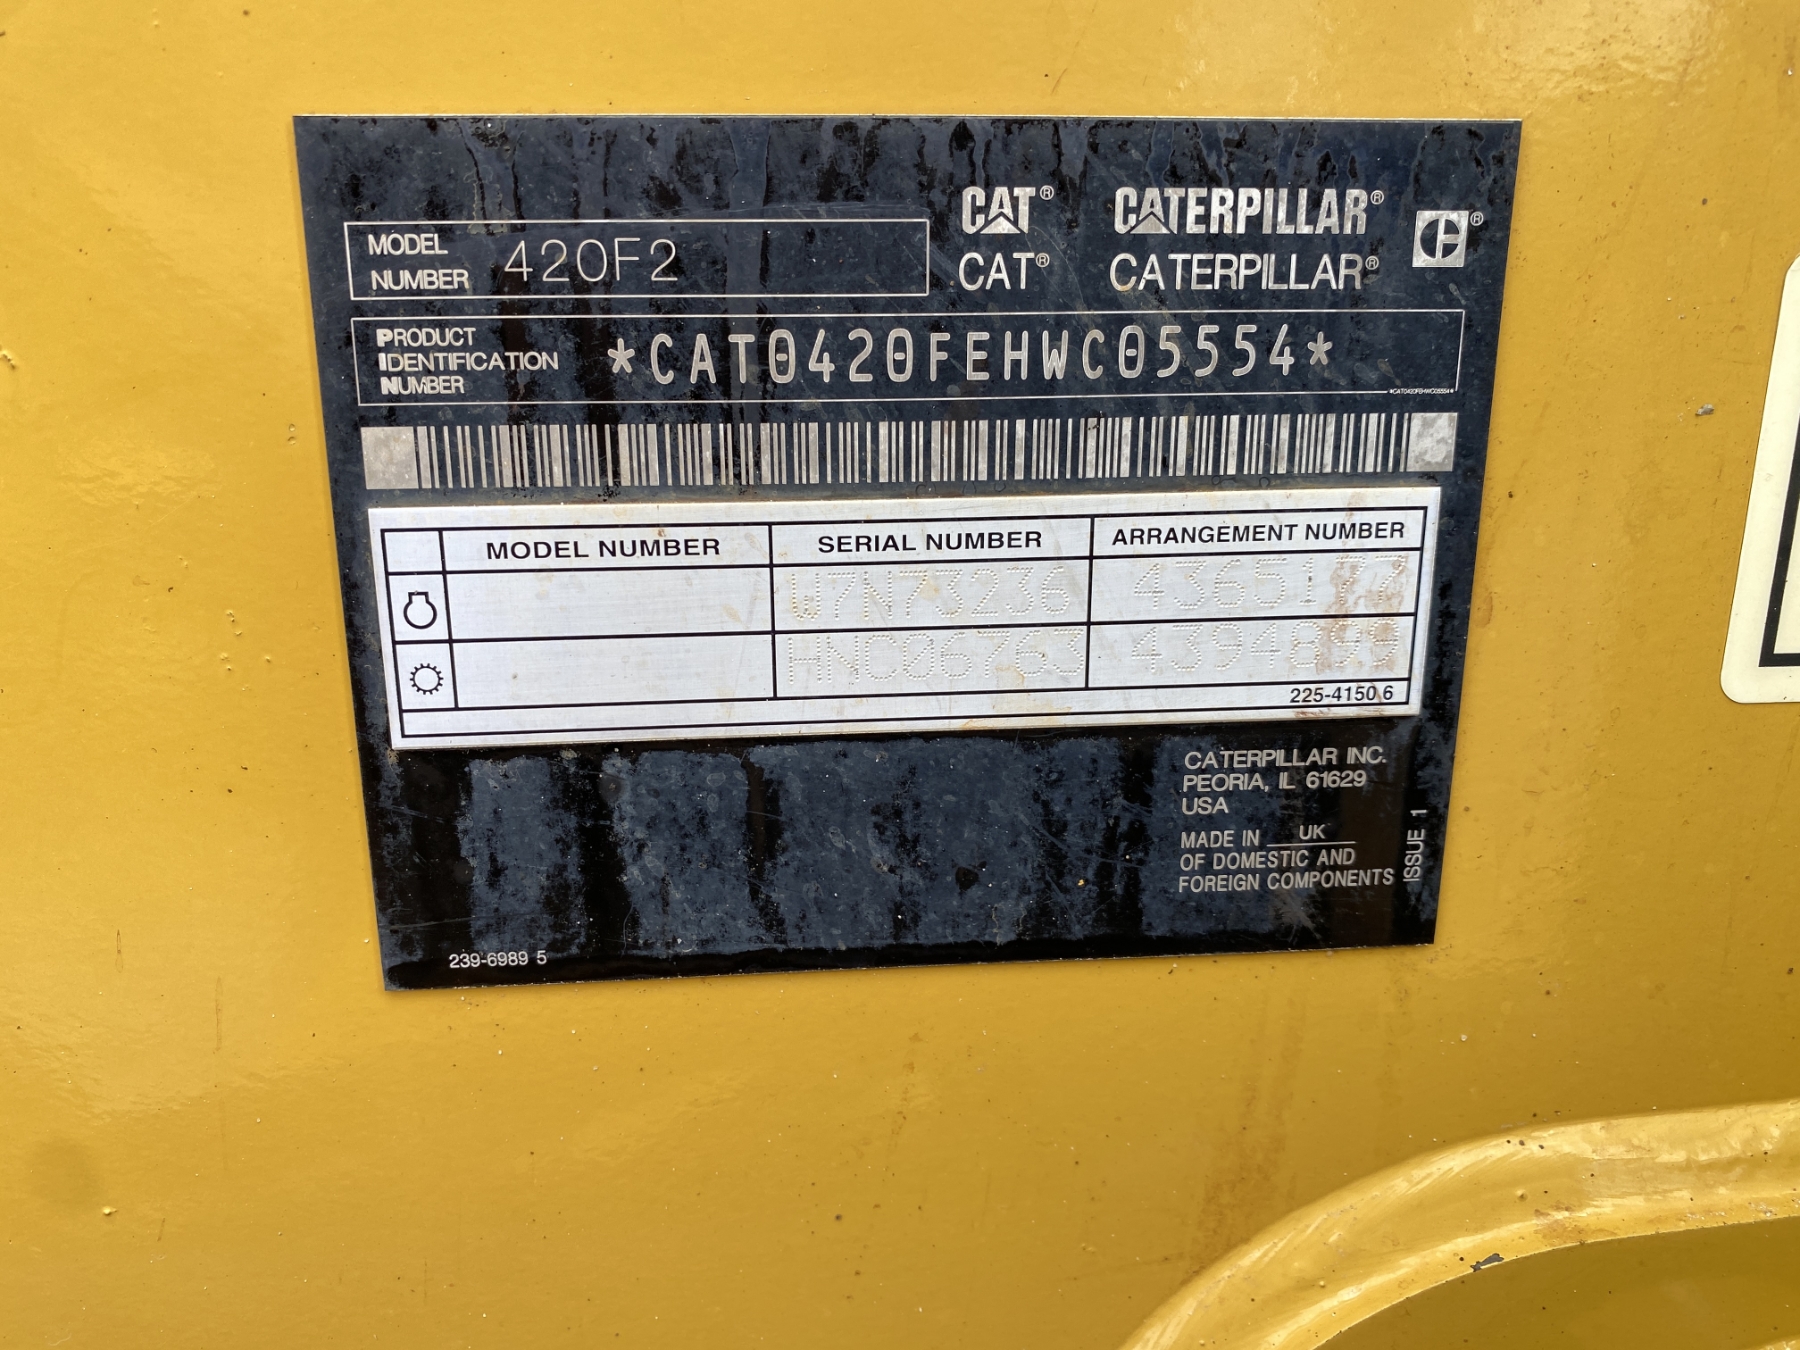 CAT® CATERPILLAR® ®
MODEL
NUMBER 420F2
CAT® CATERPILLAR®
PRODUCT
IDENTIFICATION
NUMBER
*CAT0420FEHWC05554*
*CAT0420FEHWC05554*
MODEL NUMBER SERIAL NUMBER ARRANGEMENT NUMBER
W7N73236 4365177
HNC06763 4394899
225-4150 6
CATERPILLAR INC.
PEORIA, IL 61629
USA
MADE IN UK
OF DOMESTIC AND
FOREIGN COMPONENTS
ISSUE 1
239-6989 5